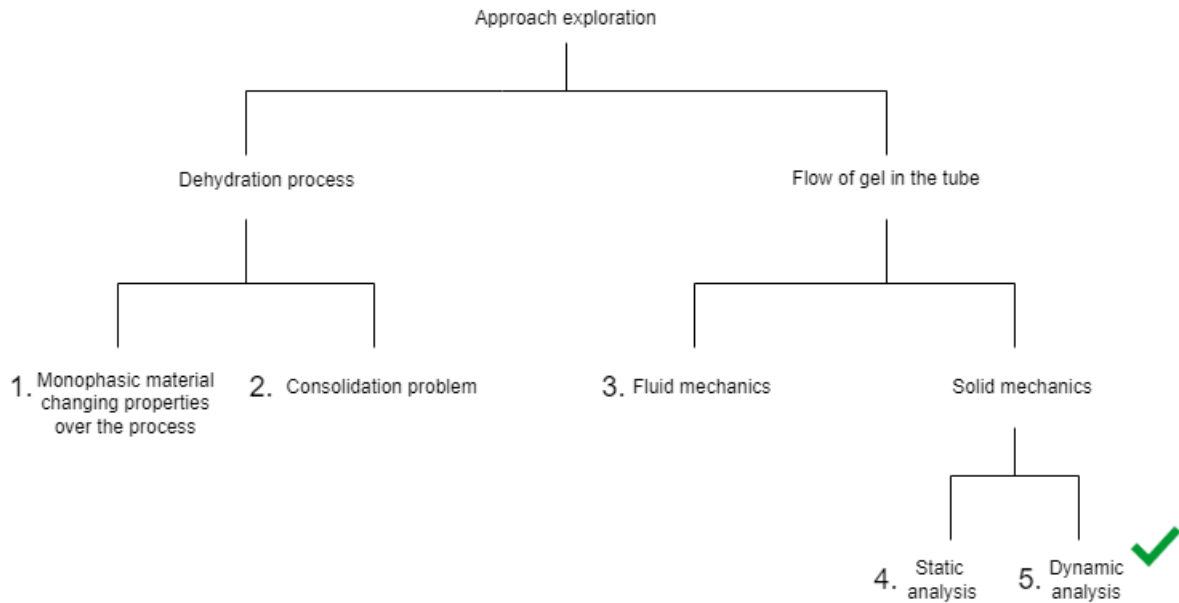 Approach exploration
Dehydration process
Flow of gel in the tube
1. Monophasic material
changing properties
over the process
2. Consolidation problem
3. Fluid mechanics
Solid mechanics
4. Static
analysis
5. Dynamic
analysis